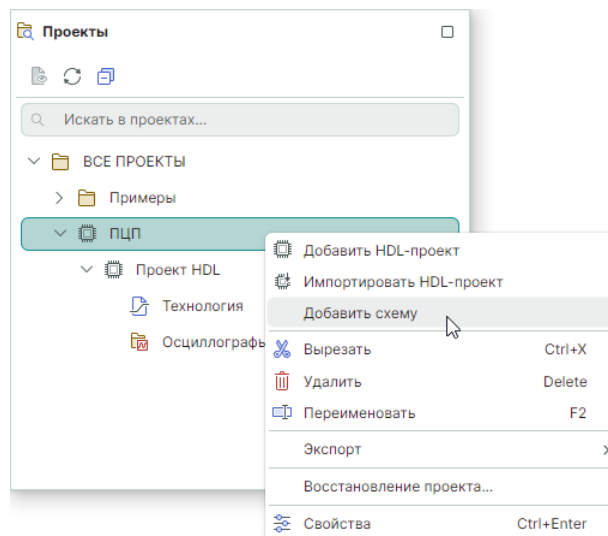 Проекты
Искать в проектах...
ВСЕ ПРОЕКТЫ
Примеры
ПЦП
Проект HDL
Технология
Осциллографы
Добавить HDL-проект
Импортировать HDL-проект
Добавить схему
Вырезать Ctrl+X
Удалить Delete
Переименовать F2
Экспорт
Восстановление проекта...
Свойства Ctrl+Enter